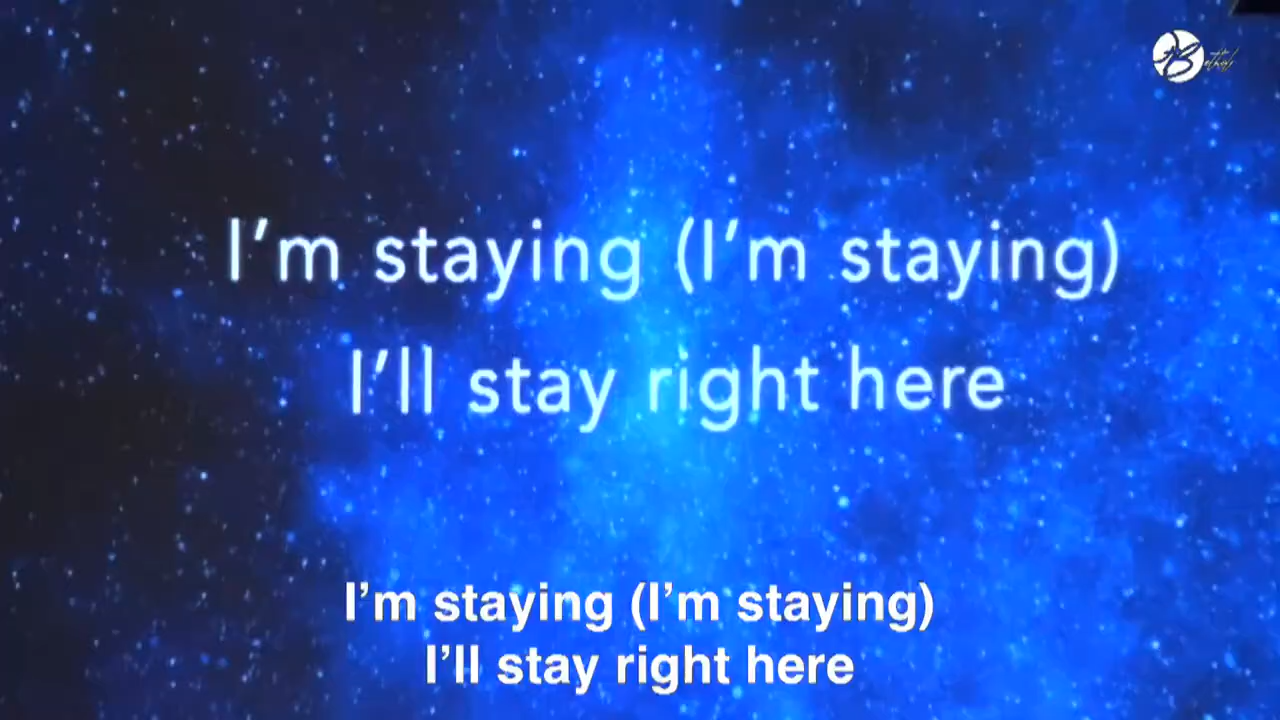 I'm staying (I'm staying)
I'll stay right here
I’m staying (I’m staying)
I’ll stay right here